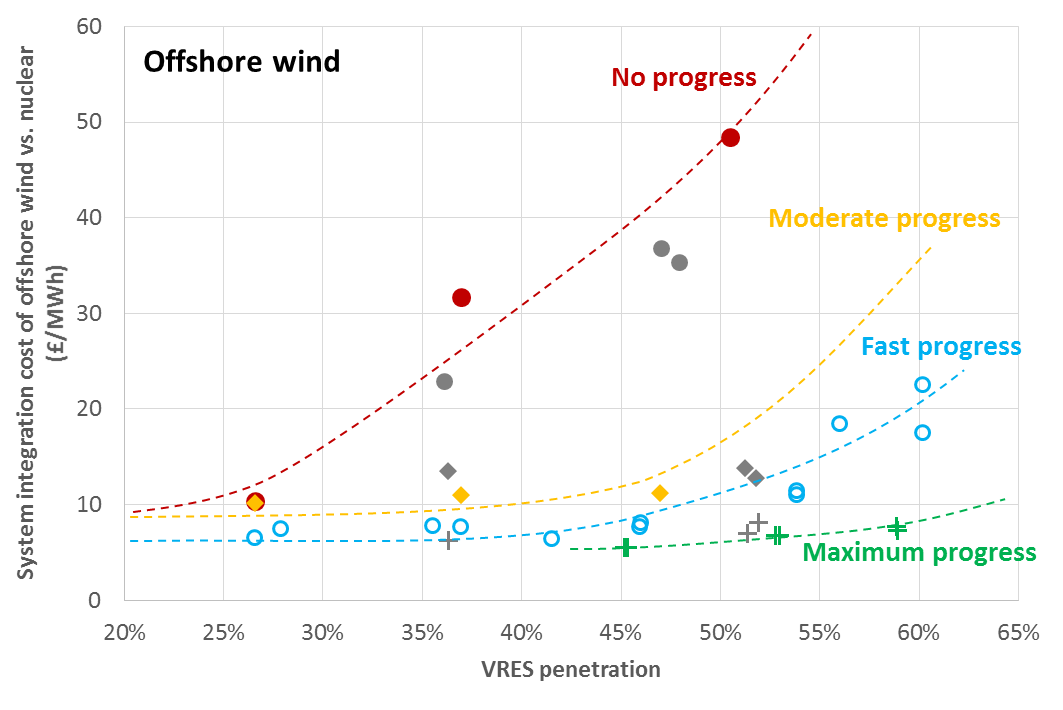 Offshore wind
No progress
Moderate progress
Fast progress
Maximum progress
System integration cost of offshore wind vs. nuclear
(£/MWh)
60
50
40
30
20
10
0
20% 25% 30% 35% 40% 45% 50% 55% 60% 65%
VRES penetration